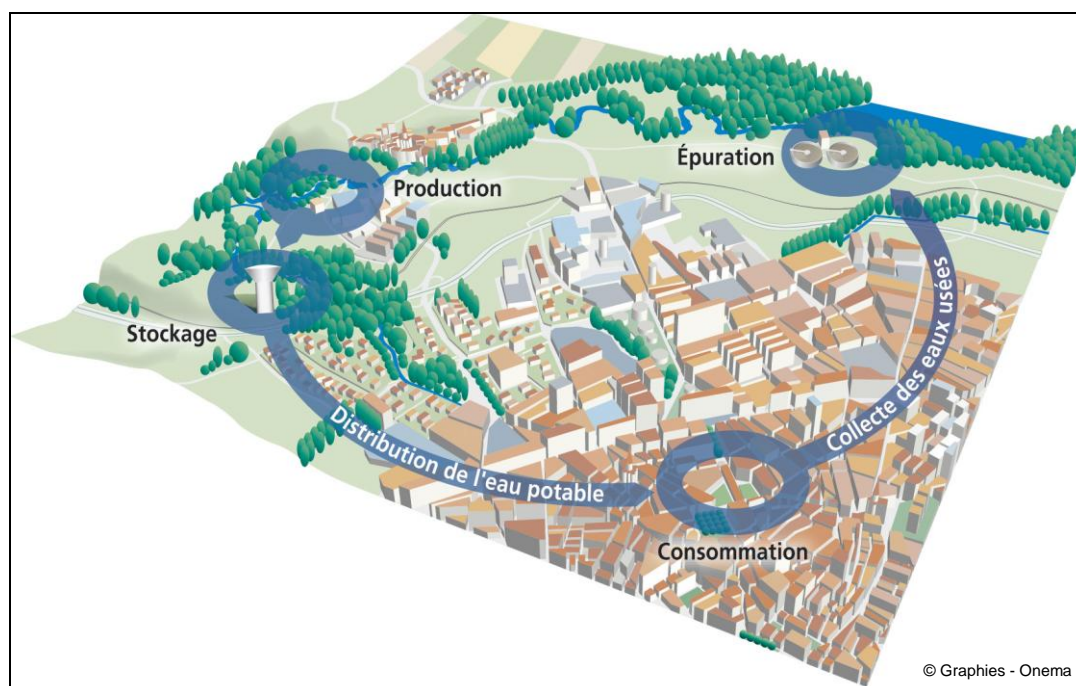 Épuration
Production
Stockage
Distribution de l'eau potable
Collecte des eaux usées
Consommation
© Graphies - Onema